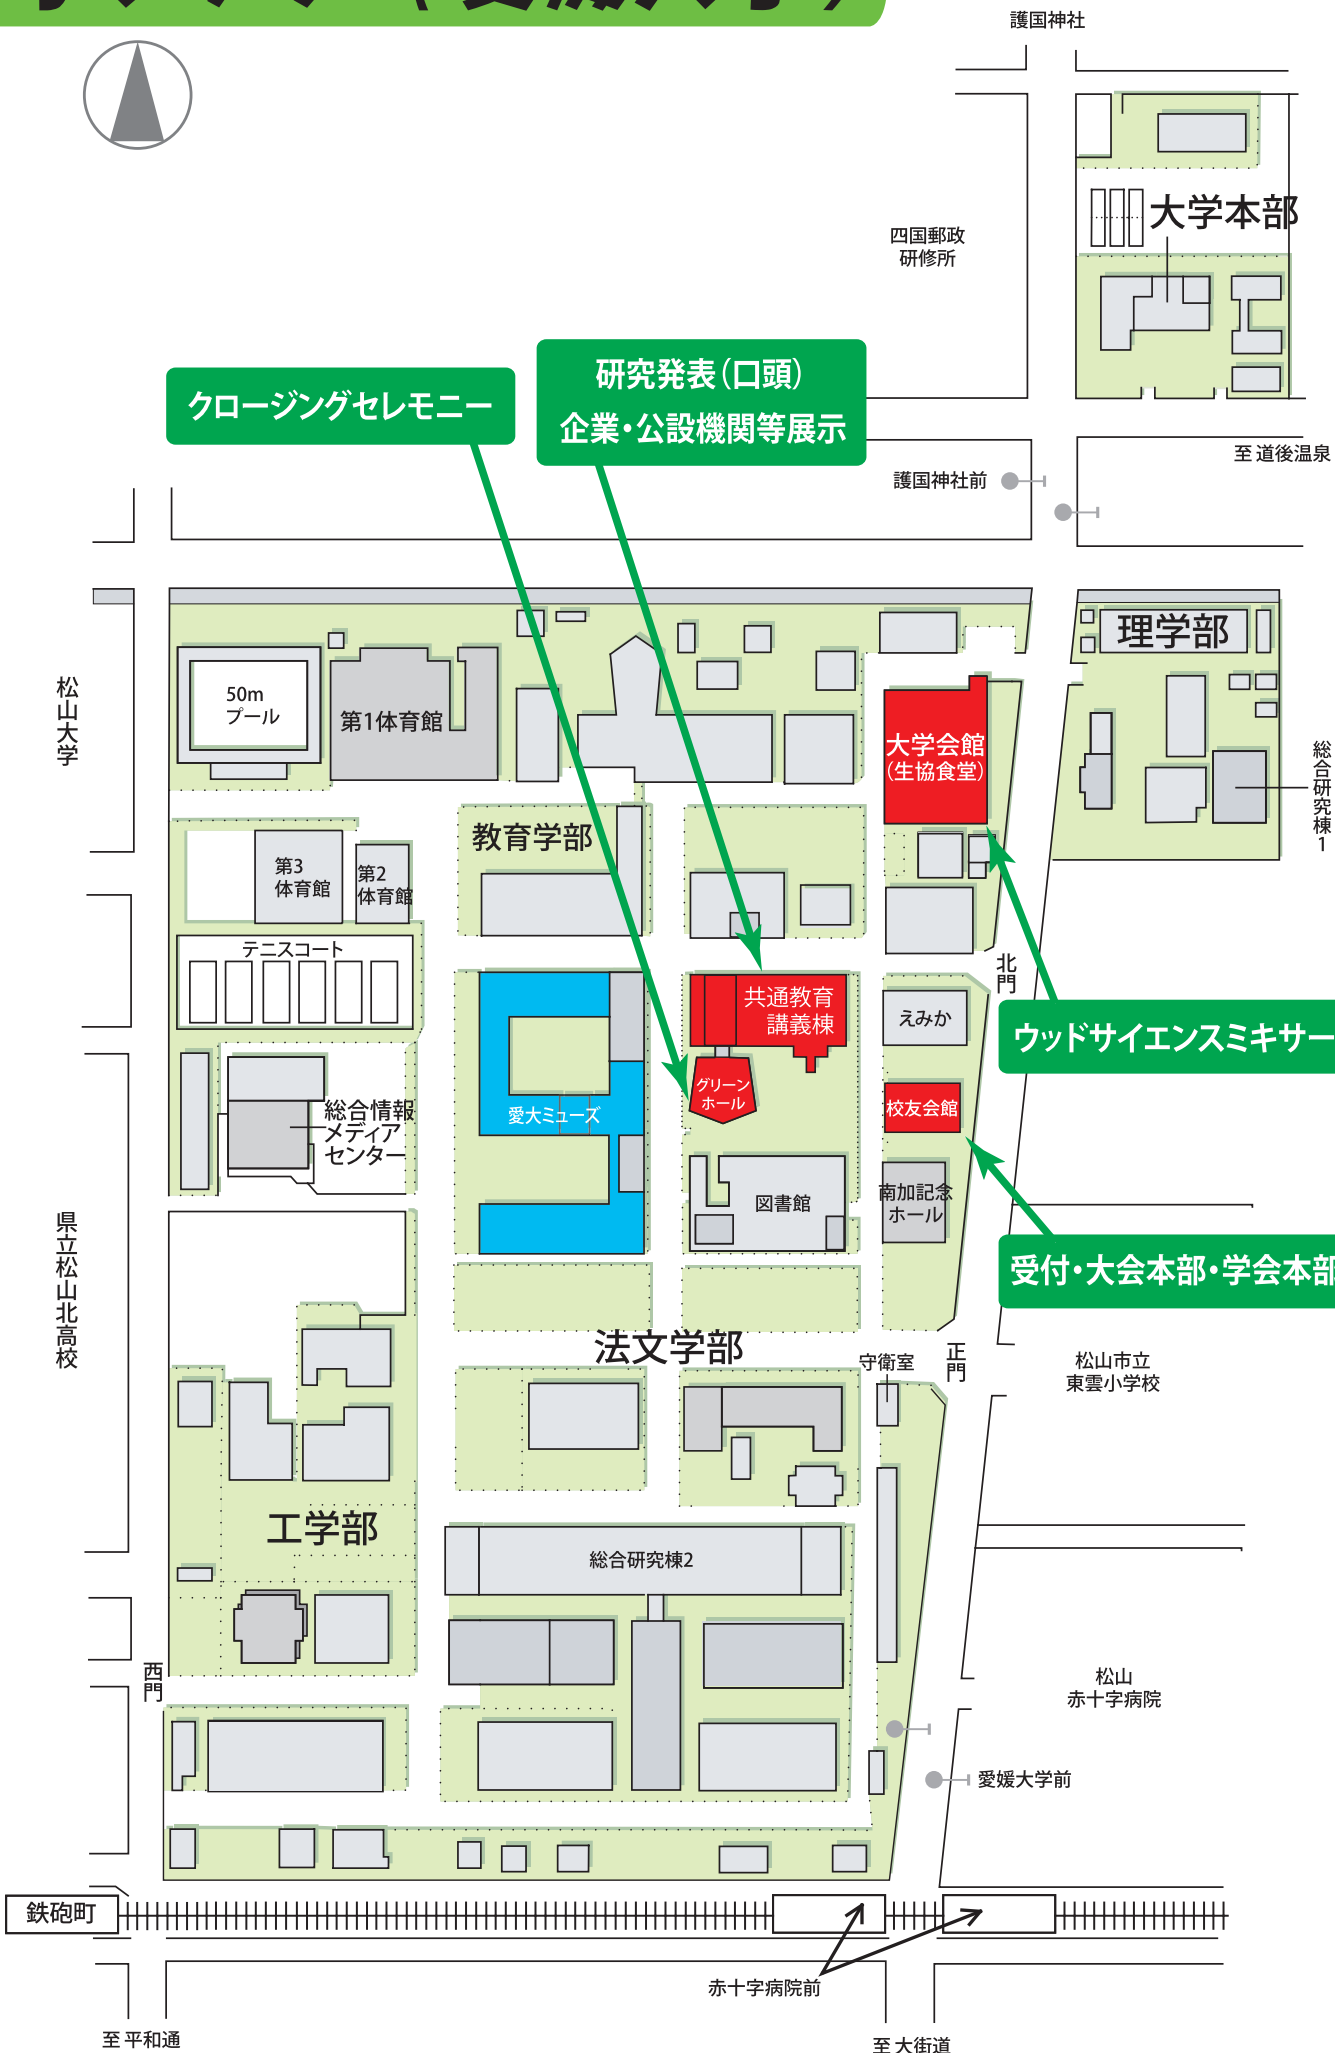 護国神社
大学本部
四国郵政
研修所
研究発表（口頭）
企業・公設機関等展示
クロージングセレモニー
至 道後温泉
護国神社前
理学部
松山大学
50m
プール
第1体育館
大学会館
（生協食堂）
総合研究棟1
教育学部
第3
体育館
第2
体育館
テニスコート
北門
共通教育
講義棟
えみか
ウッドサイエンスミキサー
グリーン
ホール
校友会館
愛大ミューズ
総合情報
メディア
センター
図書館
南加記念
ホール
県立松山北高校
受付・大会本部・学会本部
法文学部
守衛室
正門
松山市立
東雲小学校
工学部
総合研究棟2
西門
松山
赤十字病院
愛媛大学前
鉄砲町
赤十字病院前
至 平和通
至 大街道